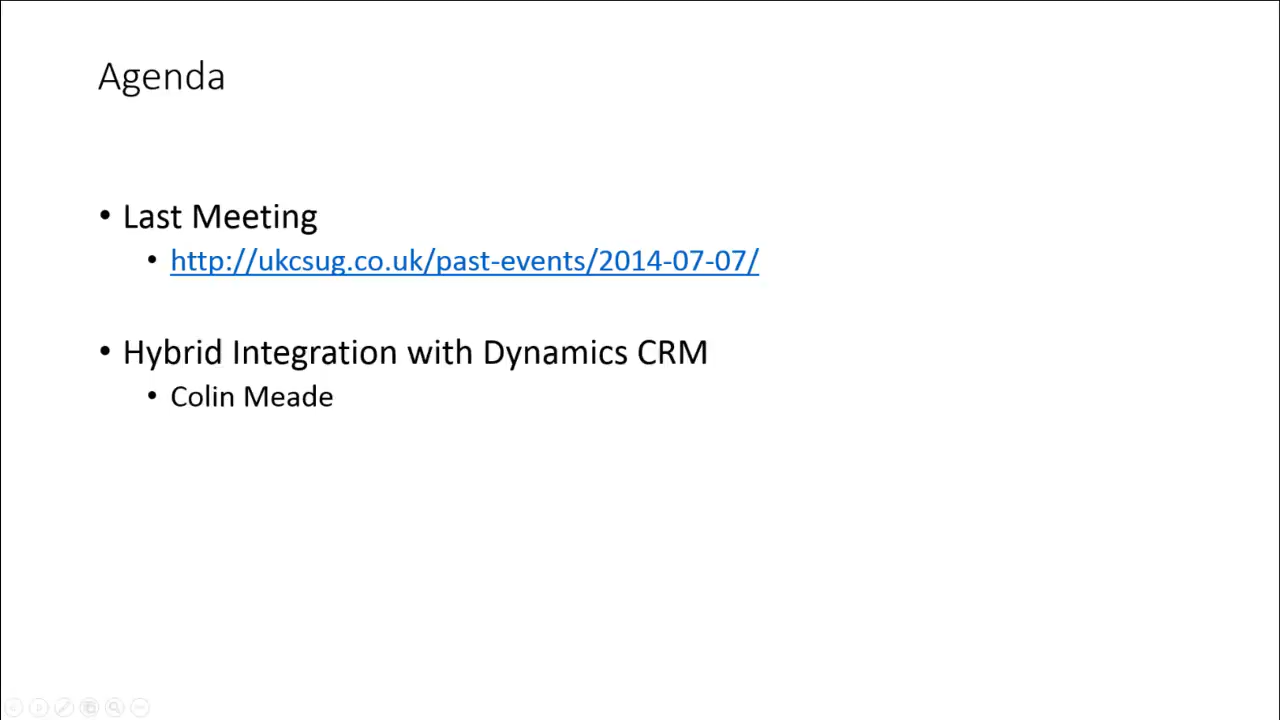 Agenda
• Last Meeting
• http://ukcsug.co.uk/past-events/2014-07-07/
• Hybrid Integration with Dynamics CRM
• Colin Meade